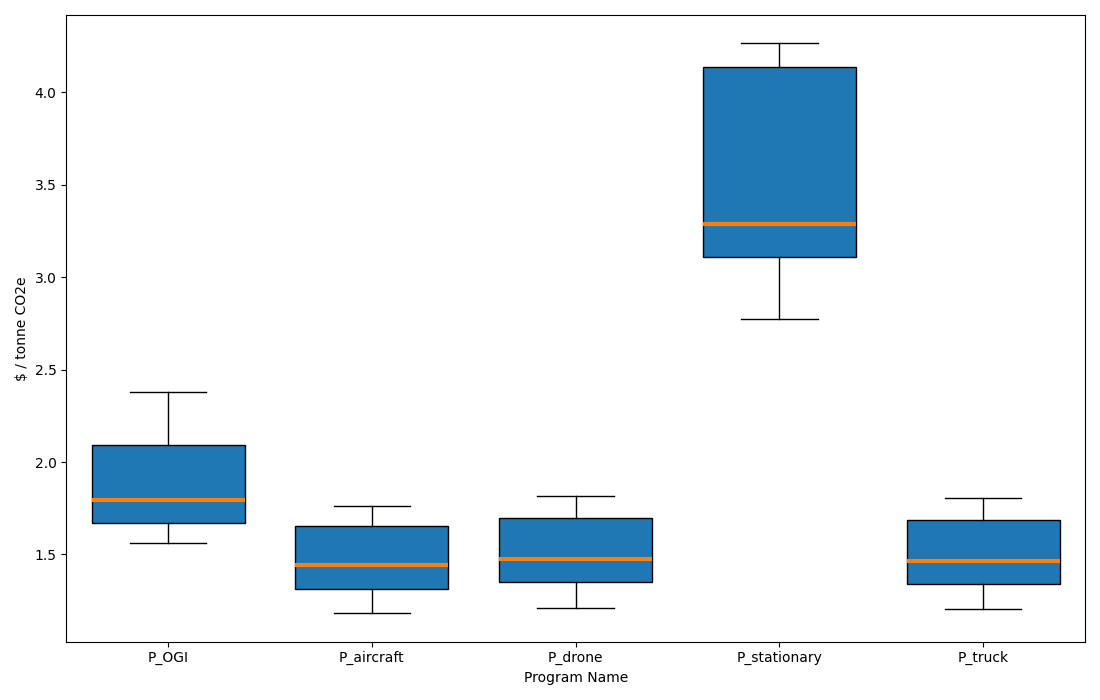 $ / tonne CO2e
4.0
3.5
3.0
2.5
2.0
1.5
P_OGI P_aircraft P_drone P_stationary P_truck
Program Name